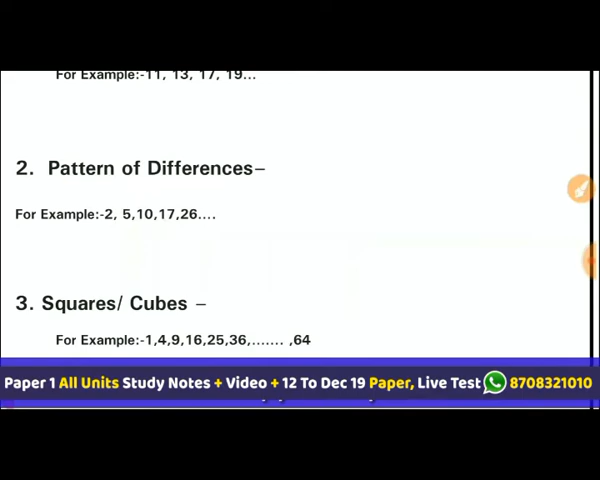 For Example:-11, 13, 17, 19...
2. Pattern of Differences–
For Example:-2, 5,10,17,26....
3. Squares/ Cubes –
For Example:-1,4,9,16,25,36,....... ,64
Paper 1 All Units Study Notes + Video + 12 To Dec 19 Paper, Live Test 8708321010